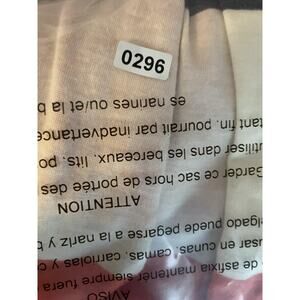 0296
AVISO
de asfixia mantener siempre fuera
usar en cunas, camas, carriolas y c
elgado puede pegarse a la nariz y b
ATTENTION
Garder ce sac hors de portée des
utiliser dans les berceaux, lits, po
tant fin, pourrait par inadvertance
es narines ou/et la b